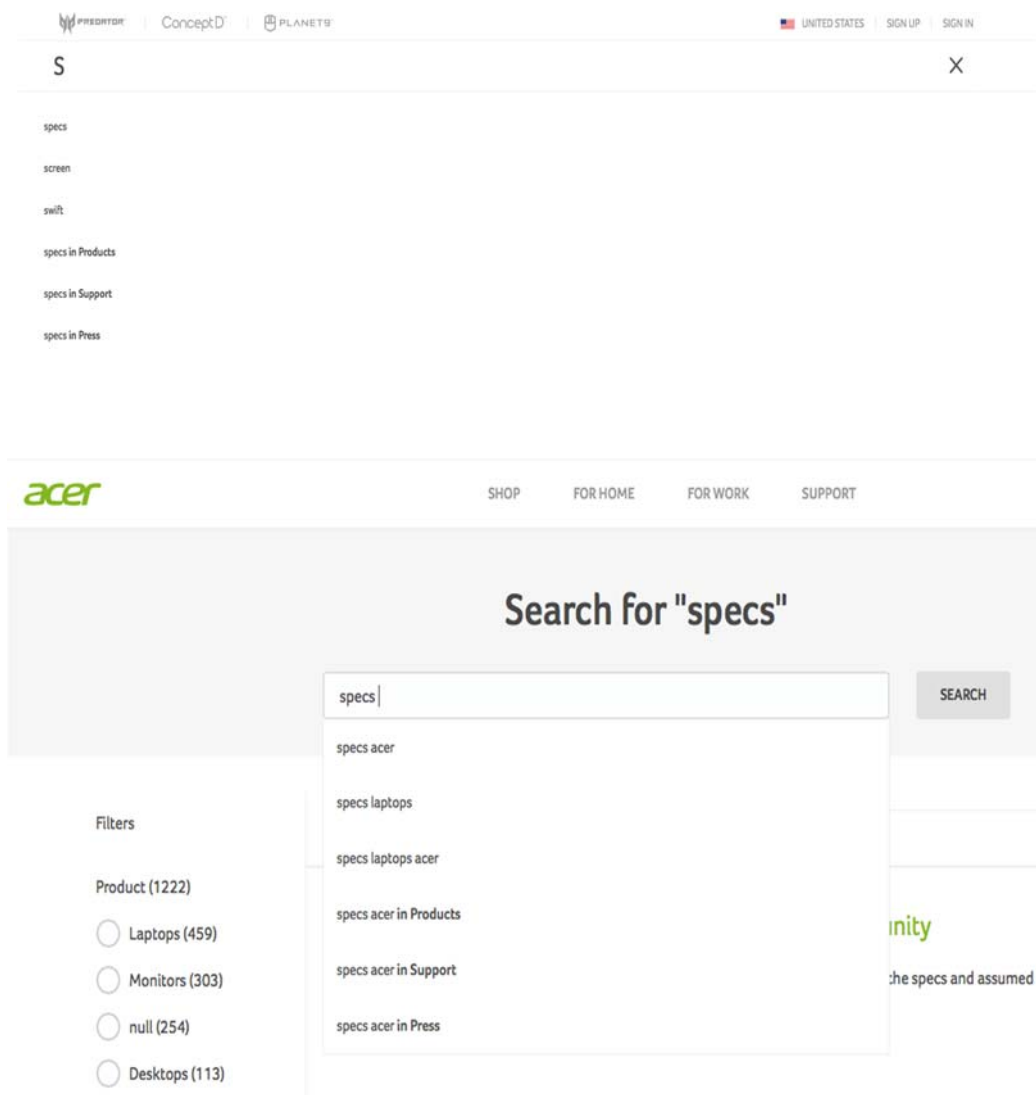 PREDATOR ConceptD PLANET9 UNITED STATES SIGN UP SIGN IN
S
specs
screen
swift
specs in Products
specs in Support
specs in Press
acer SHOP FOR HOME FOR WORK SUPPORT
Search for "specs"
specs SEARCH
specs acer
specs laptops
Filters
specs laptops acer
Product (1222)
specs acer in Products
Laptops (459)
unity
specs acer in Support
Monitors (303)
the specs and assumed
specs acer in Press
null (254)
Desktops (113)